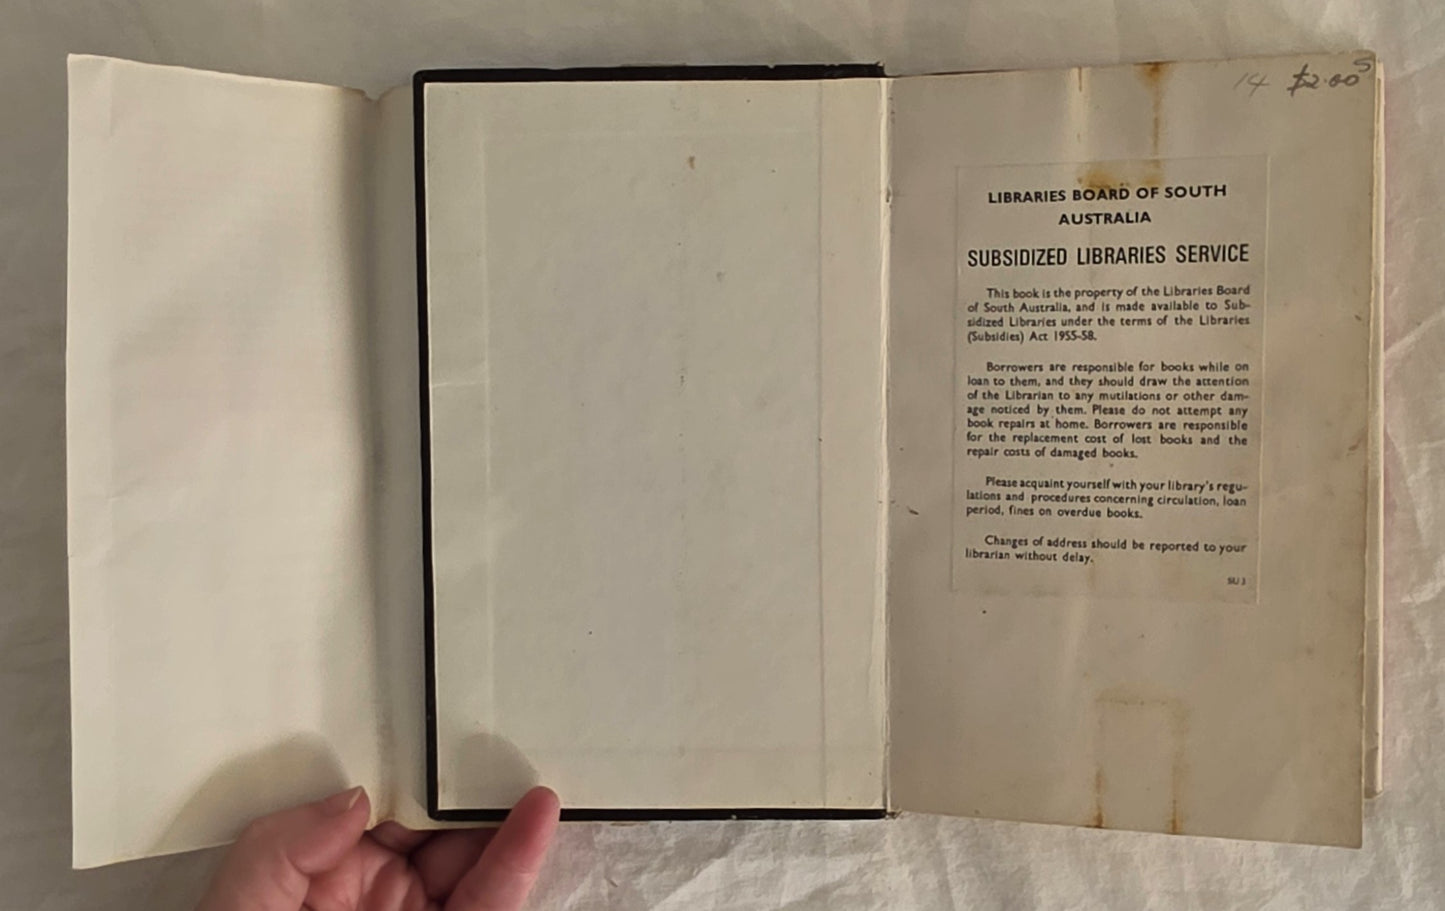 14 $2.00 S
LIBRARIES BOARD OF SOUTH
AUSTRALIA
SUBSIDIZED LIBRARIES SERVICE
This book is the property of the Libraries Board
of South Australia, and is made available to Sub-
sidized Libraries under the terms of the Libraries
(Subsidies) Act 1955-58.
Borrowers are responsible for books while on
loan to them, and they should draw the attention
of the Librarian to any mutilations or other dam-
age noticed by them. Please do not attempt any
book repairs at home. Borrowers are responsible
for the replacement cost of lost books and the
repair costs of damaged books.
Please acquaint yourself with your library's regu-
lations and procedures concerning circulation, loan
period, fines on overdue books.
Changes of address should be reported to your
librarian without delay.
SU 3